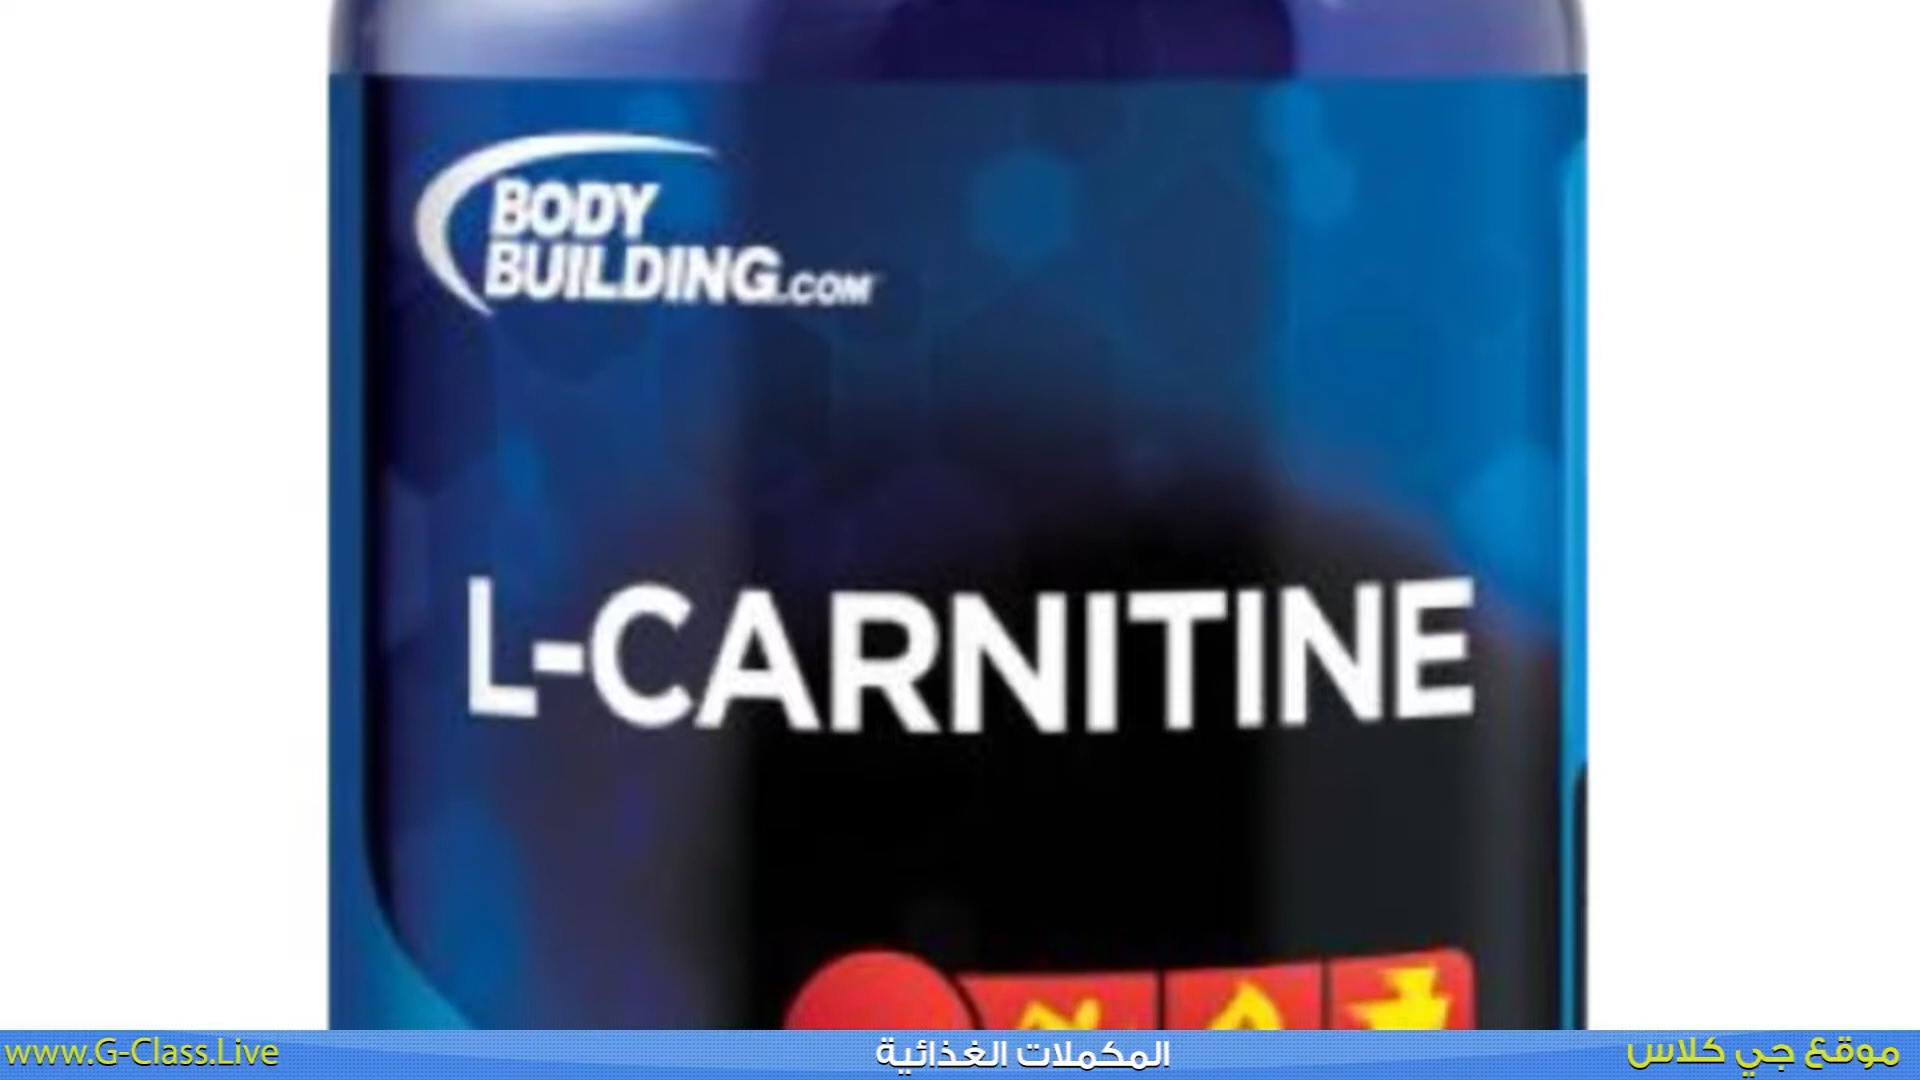 BODY
BUILDING.COM
L-CARNITINE
www.G-Class.Live
المكملات الغذائية
موقع جي كلاس